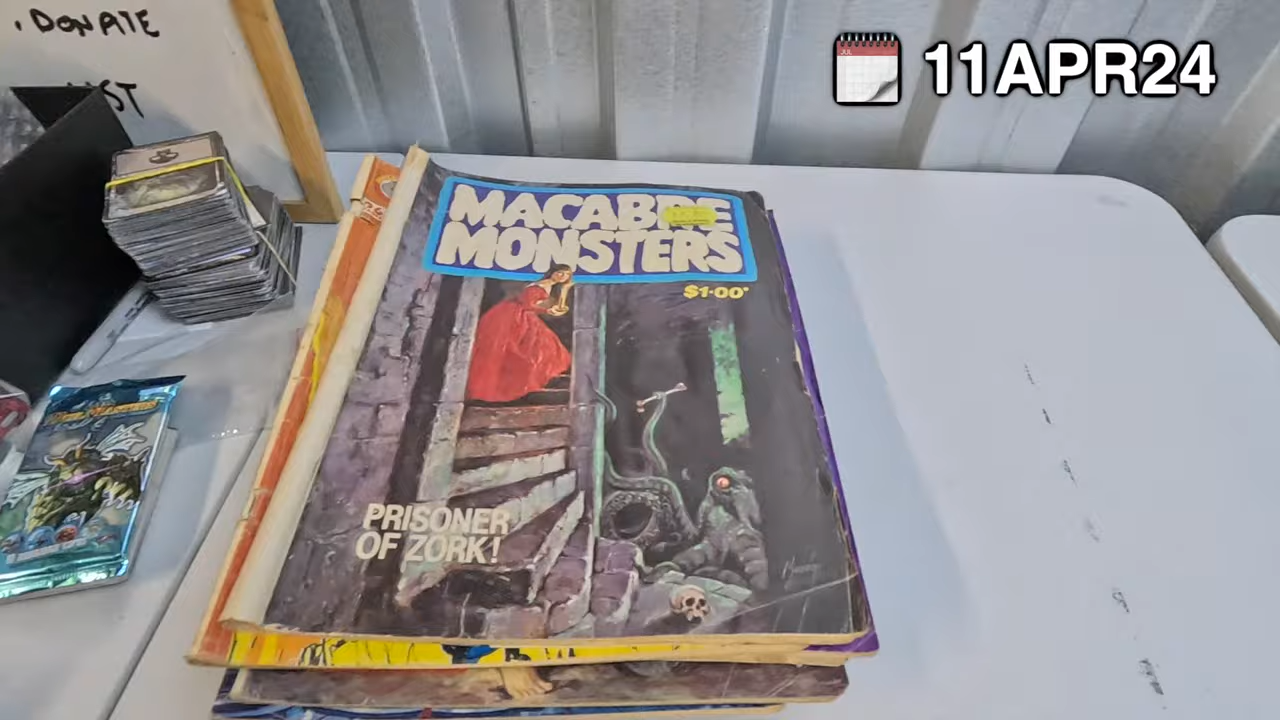 . DONATE
11APR24
MACABRE
MONSTERS
$1·00*
PRISONER
OF ZORK!